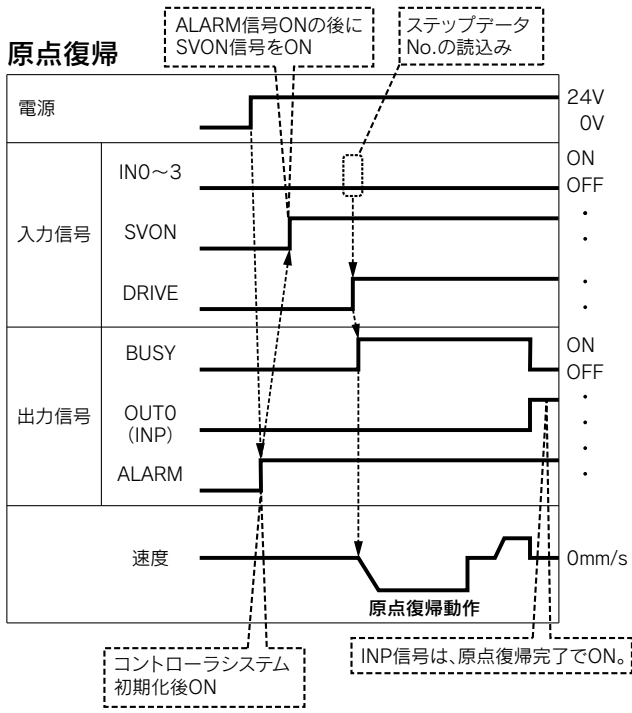 ALARM信号ONの後に
SVON信号をON
ステップデータ
No.の読込み
原点復帰
電源
24V
0V
入力信号
IN0～3
ON
OFF
SVON
DRIVE
出力信号
BUSY
ON
OFF
OUT0
(INP)
ALARM
速度
0mm/s
原点復帰動作
コントローラシステム
初期化後ON
INP信号は、原点復帰完了でON。